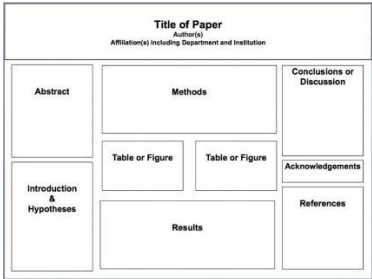 Title of Paper
Author(s)
Affiliation(s) including Department and Institution
Abstract
Introduction
&
Hypotheses
Methods
Table or Figure
Table or Figure
Results
Conclusions or
Discussion
Acknowledgements
References